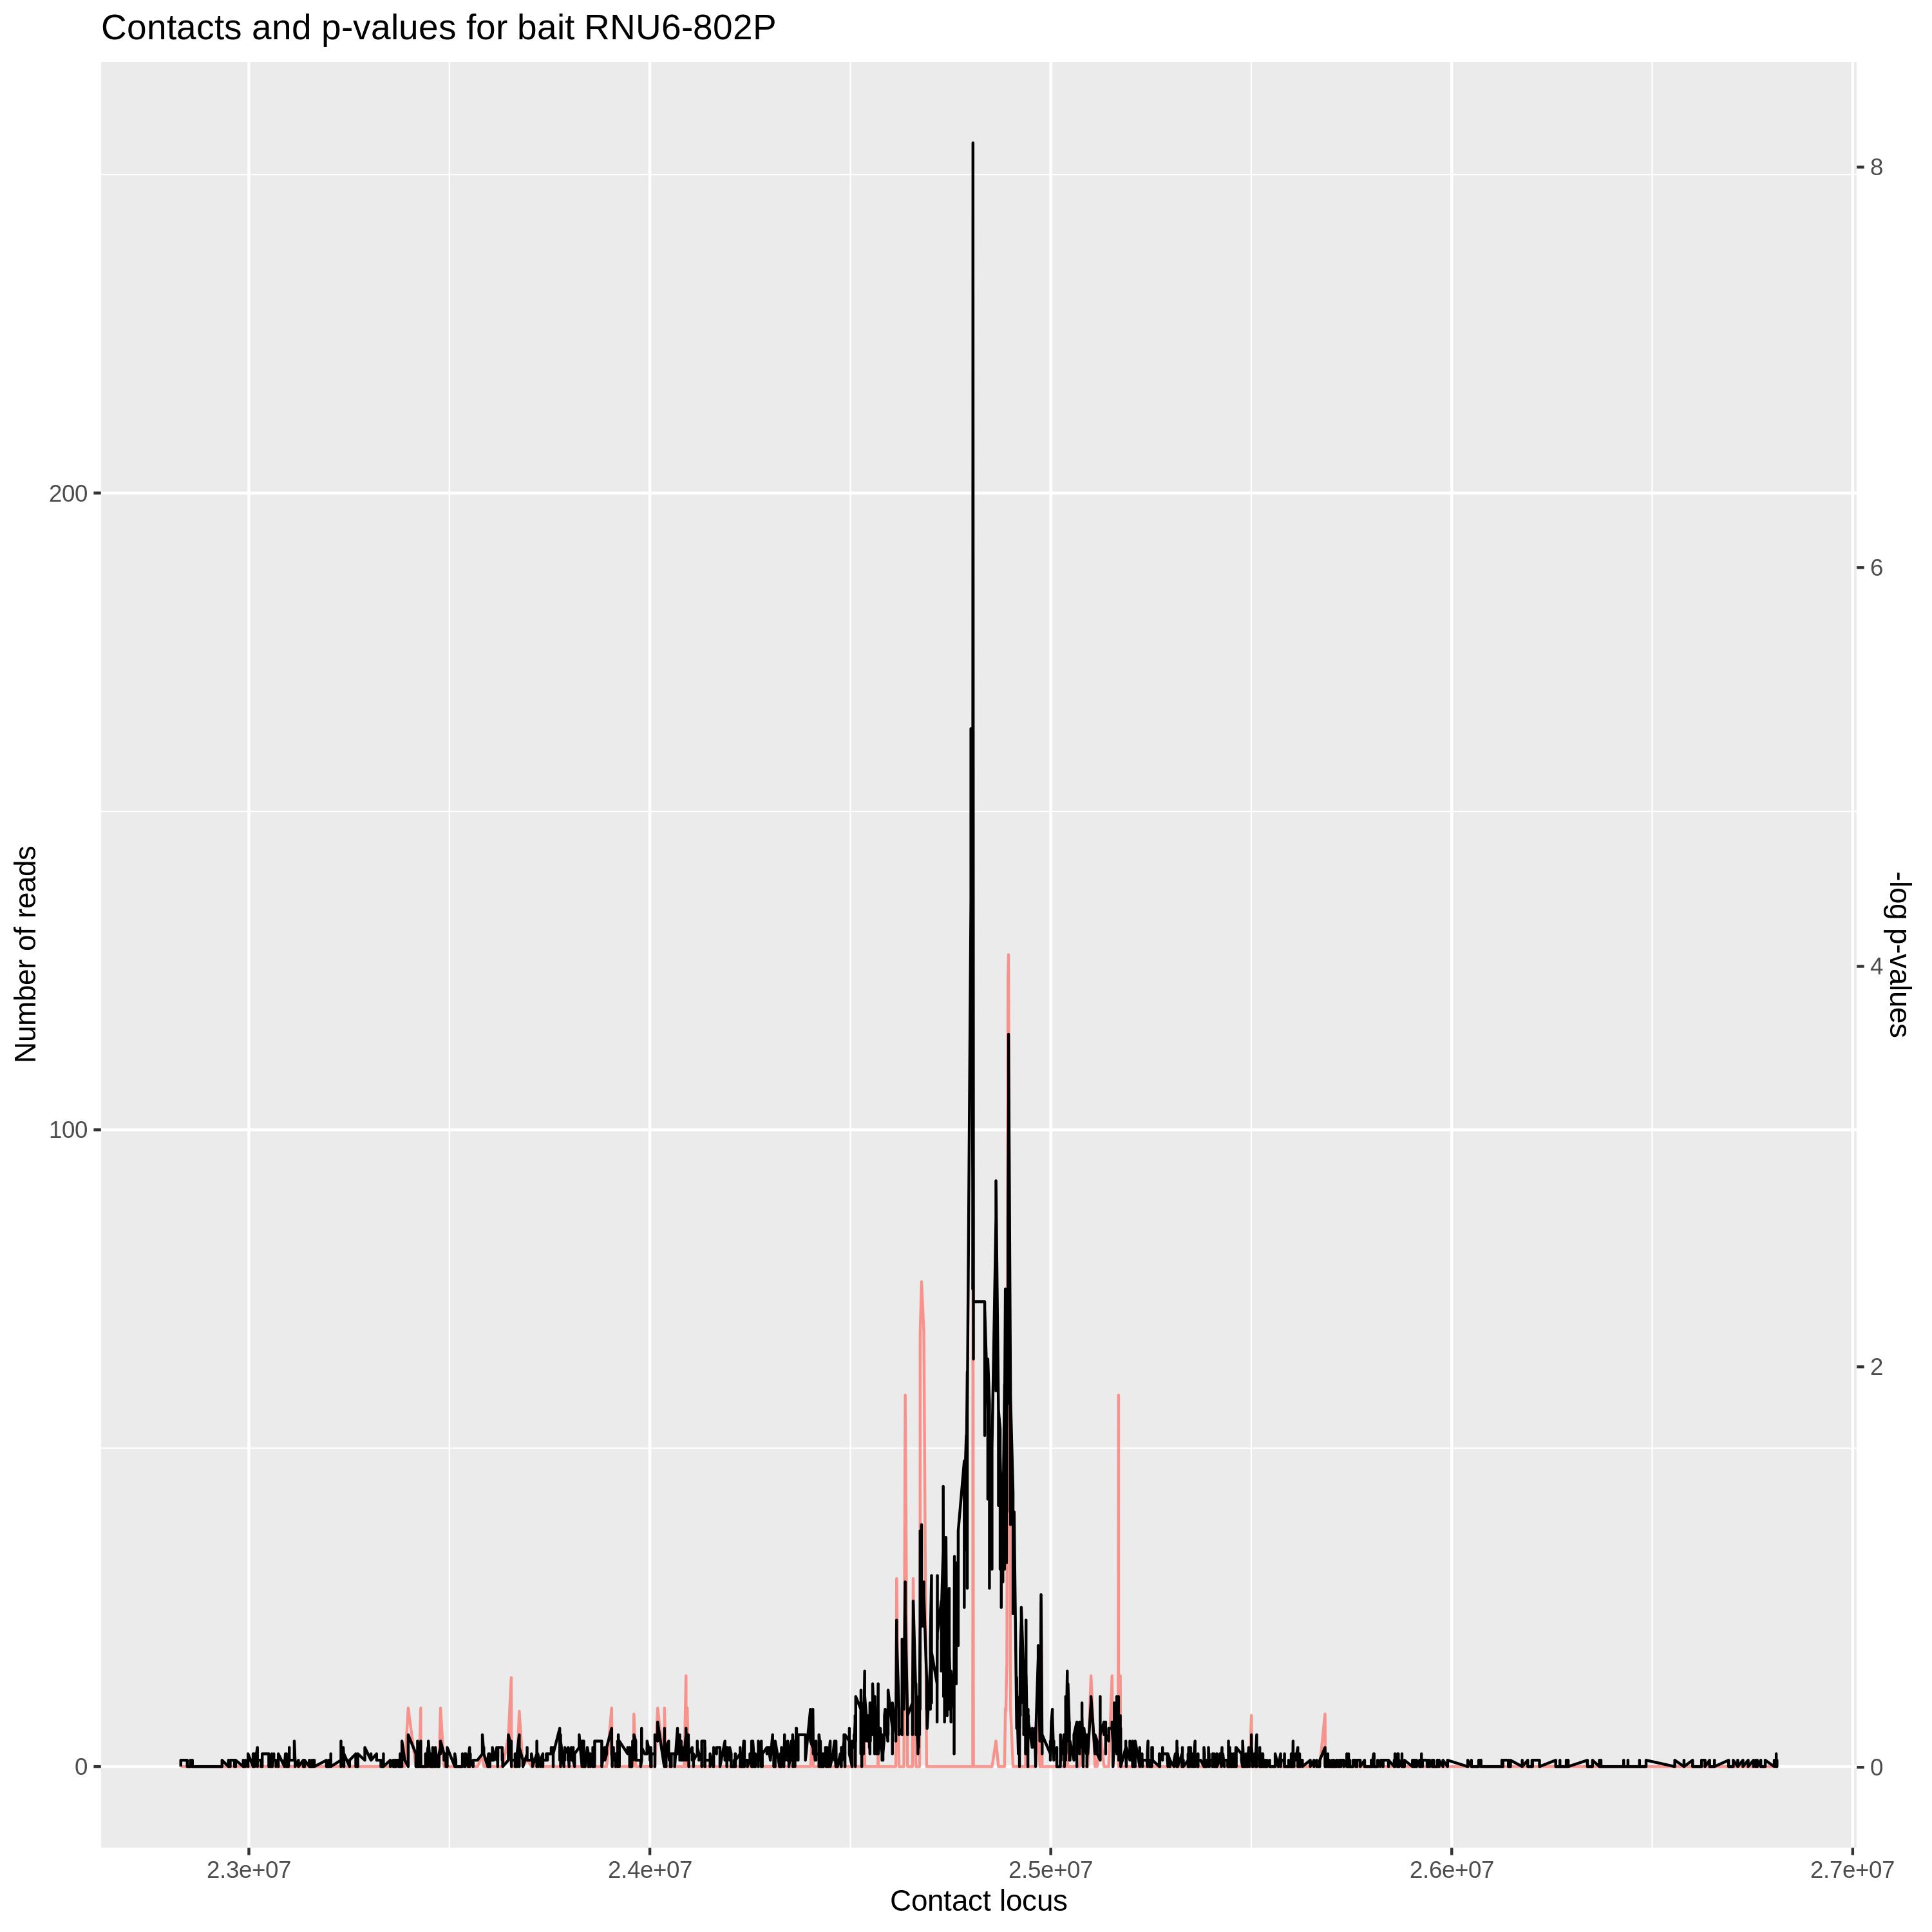 Contacts and p-values for bait RNU6-802P
8
200
6
Number of reads
-log p-values
4
100
2
0
0
2.3e+07
2.4e+07
2.5e+07
2.6e+07
2.7e+07
Contact locus